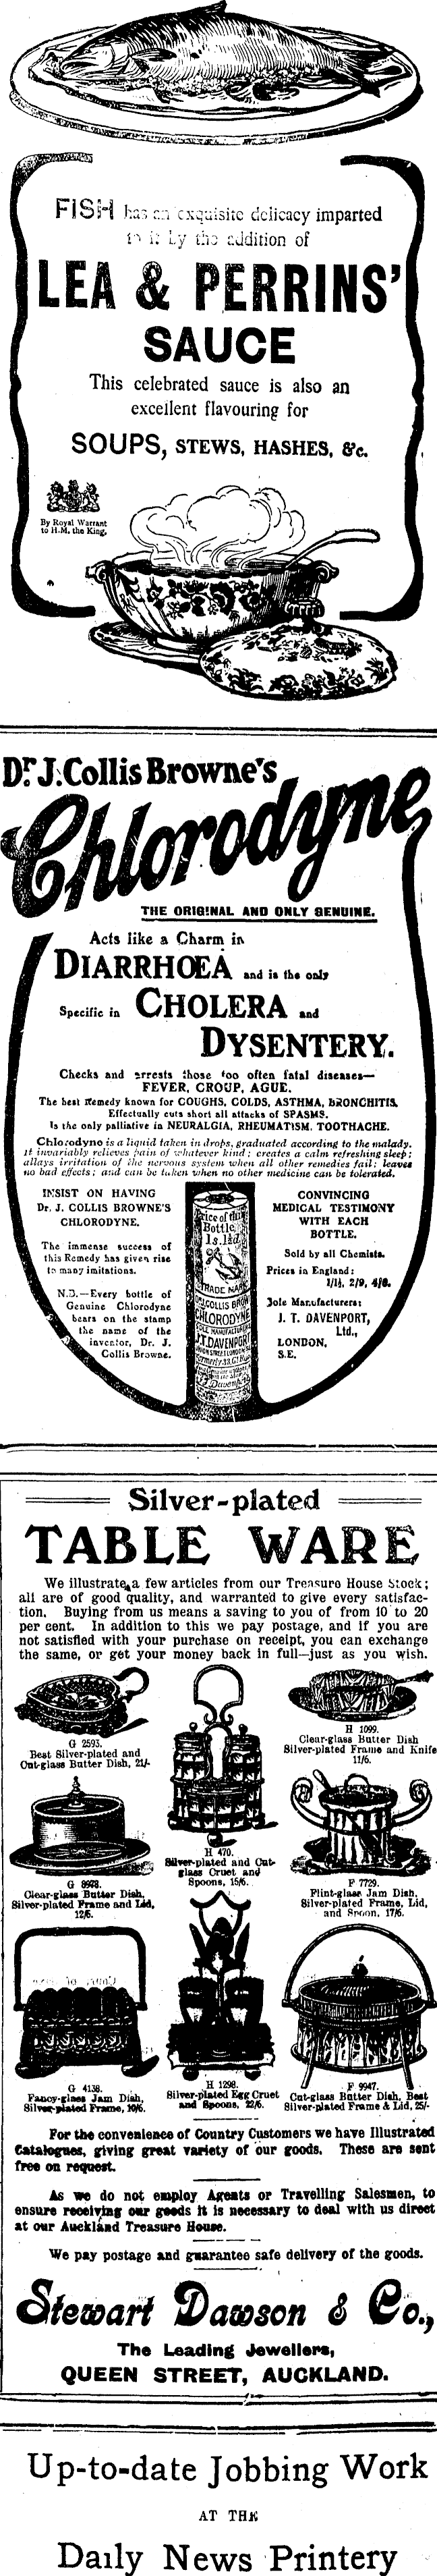 FISH has an exquisite delicacy imparted
to it by the addition of
LEA & PERRINS'
SAUCE
This celebrated sauce is also an
excellent flavouring for
SOUPS, STEWS, HASHES, &c.
By Royal Warrant
to H.M. the King.
Dr. J. Collis Browne's
Chlorodyne
THE ORIGINAL AND ONLY GENUINE.
Acts like a Charm in
DIARRHŒA and is the only
Specific in CHOLERA and
DYSENTERY.
Checks and arrests those too often fatal diseases—
FEVER, CROUP, AGUE.
The best Remedy known for COUGHS, COLDS, ASTHMA, BRONCHITIS.
Effectually cuts short all attacks of SPASMS.
Is the only palliative in NEURALGIA, RHEUMATISM, TOOTHACHE.
Chlorodyne is a liquid taken in drops, graduated according to the malady.
It invariably relieves pain of whatever kind; creates a calm refreshing sleep;
allays irritation of the nervous system when all other remedies fail; leaves
no bad effects; and can be taken when no other medicine can be tolerated.
INSIST ON HAVING
Dr. J. COLLIS BROWNE'S
CHLORODYNE.
The immense success of
this Remedy has given rise
to many imitations.
N.B.—Every bottle of
Genuine Chlorodyne
bears on the stamp
the name of the
inventor, Dr. J.
Collis Browne.
Price of this
Bottle
1s. 1½d
TRADE MARK
J. COLLIS BROWNE
CHLORODYNE
MANUFACTURER
J.T. DAVENPORT
CONVINCING
MEDICAL TESTIMONY
WITH EACH
BOTTLE.
Sold by all Chemists.
Prices in England:
1/1½, 2/9, 4/6.
Sole Manufacturers:
J. T. DAVENPORT,
Ltd.,
LONDON,
S.E.
Silver-plated
TABLE WARE
We illustrate a few articles from our Treasure House Stock;
all are of good quality, and warranted to give every satisfac-
tion. Buying from us means a saving to you of from 10 to 20
per cent. In addition to this we pay postage, and if you are
not satisfied with your purchase on receipt, you can exchange
the same, or get your money back in full—just as you wish.
G 2593.
Best Silver-plated and
Cut-glass Butter Dish, 21/-
H 1099.
Clear-glass Butter Dish
Silver-plated Frame and Knife
11/6.
G 8978.
Clear-glass Butter Dish,
Silver-plated Frame and Lid,
12/6.
H 470.
Silver-plated and Cut-
glass Cruet and
Spoons, 15/6.
F 7729.
Flint-glass Jam Dish,
Silver-plated Frame, Lid,
and Spoon, 17/6.
G 4138.
Fancy-glass Jam Dish,
Silver-plated Frame, 10/6.
H 1298.
Silver-plated Egg Cruet
and Spoons, 22/6.
F 9947.
Cut-glass Butter Dish, Best
Silver-plated Frame & Lid, 25/-
For the convenience of Country Customers we have Illustrated
Catalogues, giving great variety of our goods. These are sent
free on request.
As we do not employ Agents or Travelling Salesmen, to
ensure receiving our goods it is necessary to deal with us direct
at our Auckland Treasure House.
We pay postage and guarantee safe delivery of the goods.
Stewart Dawson & Co.,
The Leading Jewellers,
QUEEN STREET, AUCKLAND.
Up-to-date Jobbing Work
AT THE
Daily News Printery